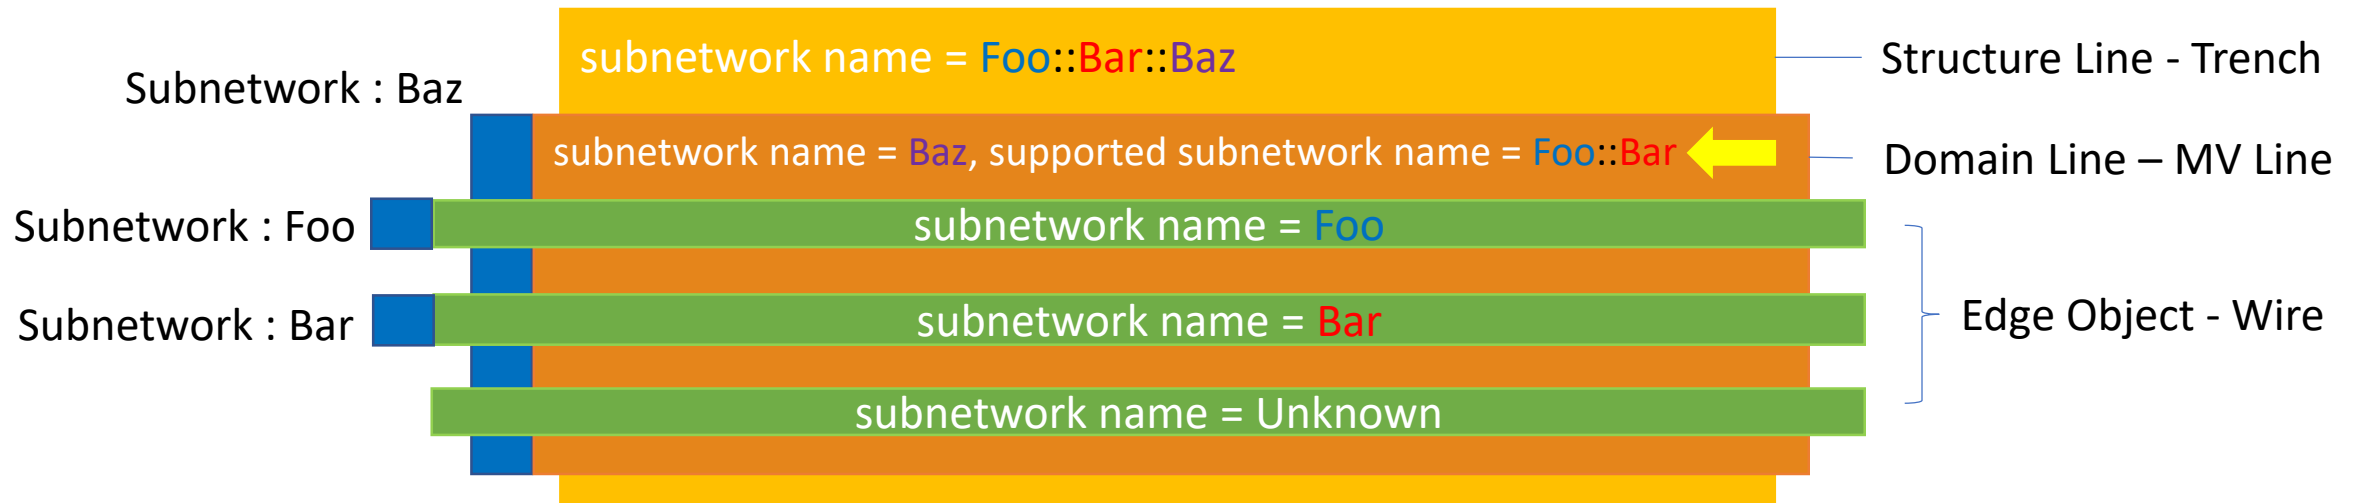 subnetwork name = Foo::Bar::Baz
Structure Line - Trench
Subnetwork : Baz
subnetwork name = Baz, supported subnetwork name = Foo::Bar
Domain Line – MV Line
Subnetwork : Foo
subnetwork name = Foo
Subnetwork : Bar
subnetwork name = Bar
Edge Object - Wire
subnetwork name = Unknown